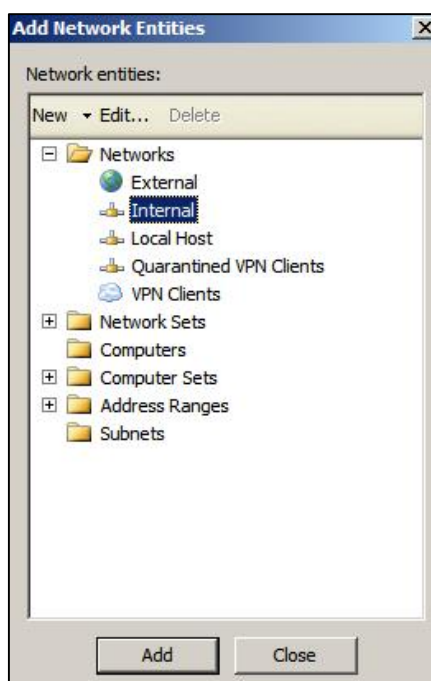 Add Network Entities
Network entities:
New Edit... Delete
Networks
External
Internal
Local Host
Quarantined VPN Clients
VPN Clients
Network Sets
Computers
Computer Sets
Address Ranges
Subnets
Add Close